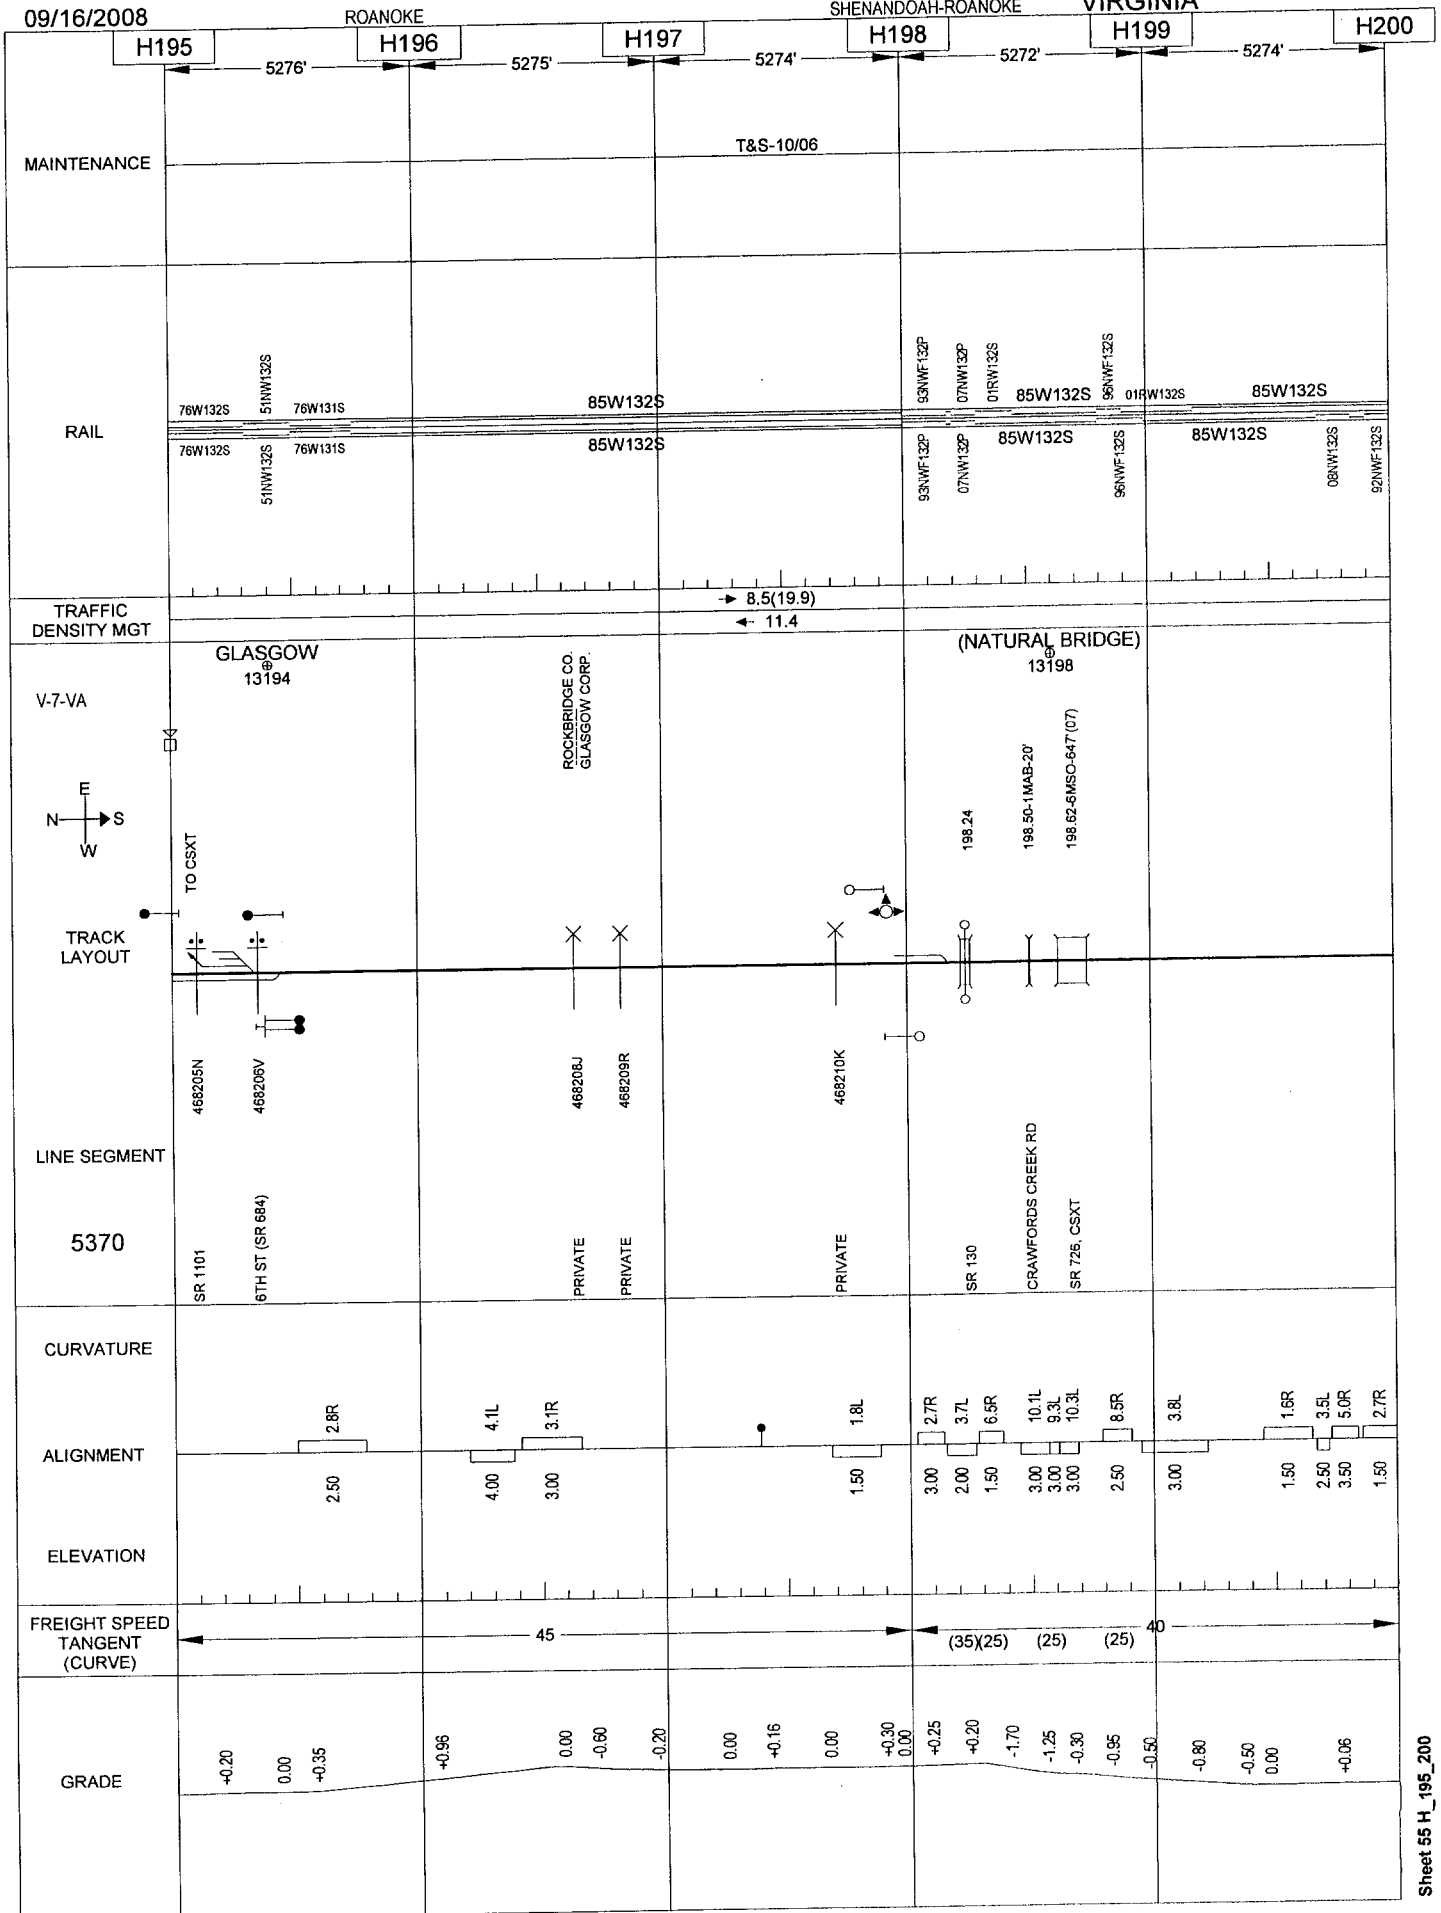 09/16/2008
ROANOKE
SHENANDOAH-ROANOKE
VIRGINIA
H195
H196
H197
H198
H199
H200
5276'
5275'
5274'
5272'
5274'
MAINTENANCE
T&S-10/06
RAIL
76W132S
51NW132S
76W131S
85W132S
93NWF132P
07NW132P
01RW132S
85W132S
96NWF132S
01RW132S
85W132S
76W132S
51NW132S
76W131S
85W132S
93NWF132P
07NW132P
85W132S
96NWF132S
85W132S
08NW132S
92NWF132S
TRAFFIC
DENSITY MGT
8.5(19.9)
11.4
GLASGOW
13194
(NATURAL BRIDGE)
13198
V-7-VA
ROCKBRIDGE CO.
GLASGOW CORP.
E
N
S
W
TO CSXT
198.24
198.50-1MAB-20'
198.62-6MSO-647'(07)
TRACK
LAYOUT
468205N
468206V
468208J
468209R
468210K
LINE SEGMENT
5370
SR 1101
6TH ST (SR 684)
PRIVATE
PRIVATE
PRIVATE
SR 130
CRAWFORDS CREEK RD
SR 726, CSXT
CURVATURE
2.8R
4.1L
3.1R
1.8L
2.7R
3.7L
6.5R
10.1L
9.3L
10.3L
8.5R
3.8L
1.6R
3.5L
5.0R
2.7R
ALIGNMENT
2.50
4.00
3.00
1.50
3.00
2.00
1.50
3.00
3.00
3.00
2.50
3.00
1.50
2.50
3.50
1.50
ELEVATION
FREIGHT SPEED
TANGENT
(CURVE)
45
40
(35)(25)
(25)
(25)
GRADE
+0.20
0.00
+0.35
+0.96
0.00
-0.60
-0.20
0.00
+0.16
0.00
+0.30
0.00
+0.25
+0.20
-1.70
-1.25
-0.30
-0.95
-0.50
-0.80
-0.50
0.00
+0.06
Sheet 55 H_195_200